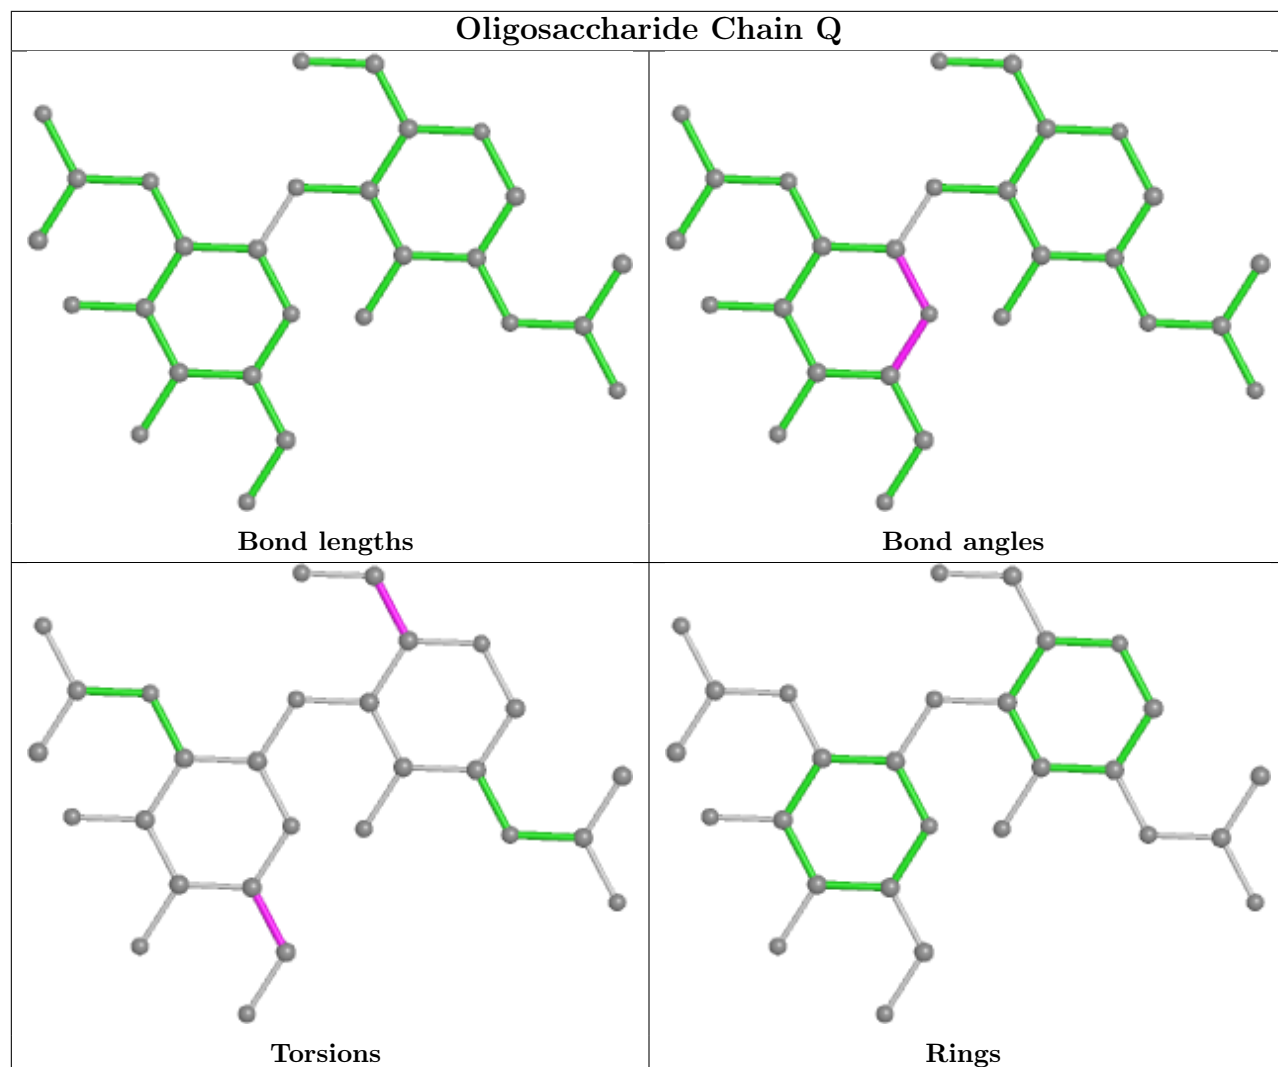 Oligosaccharide Chain Q
Bond lengths
Bond angles
Torsions
Rings